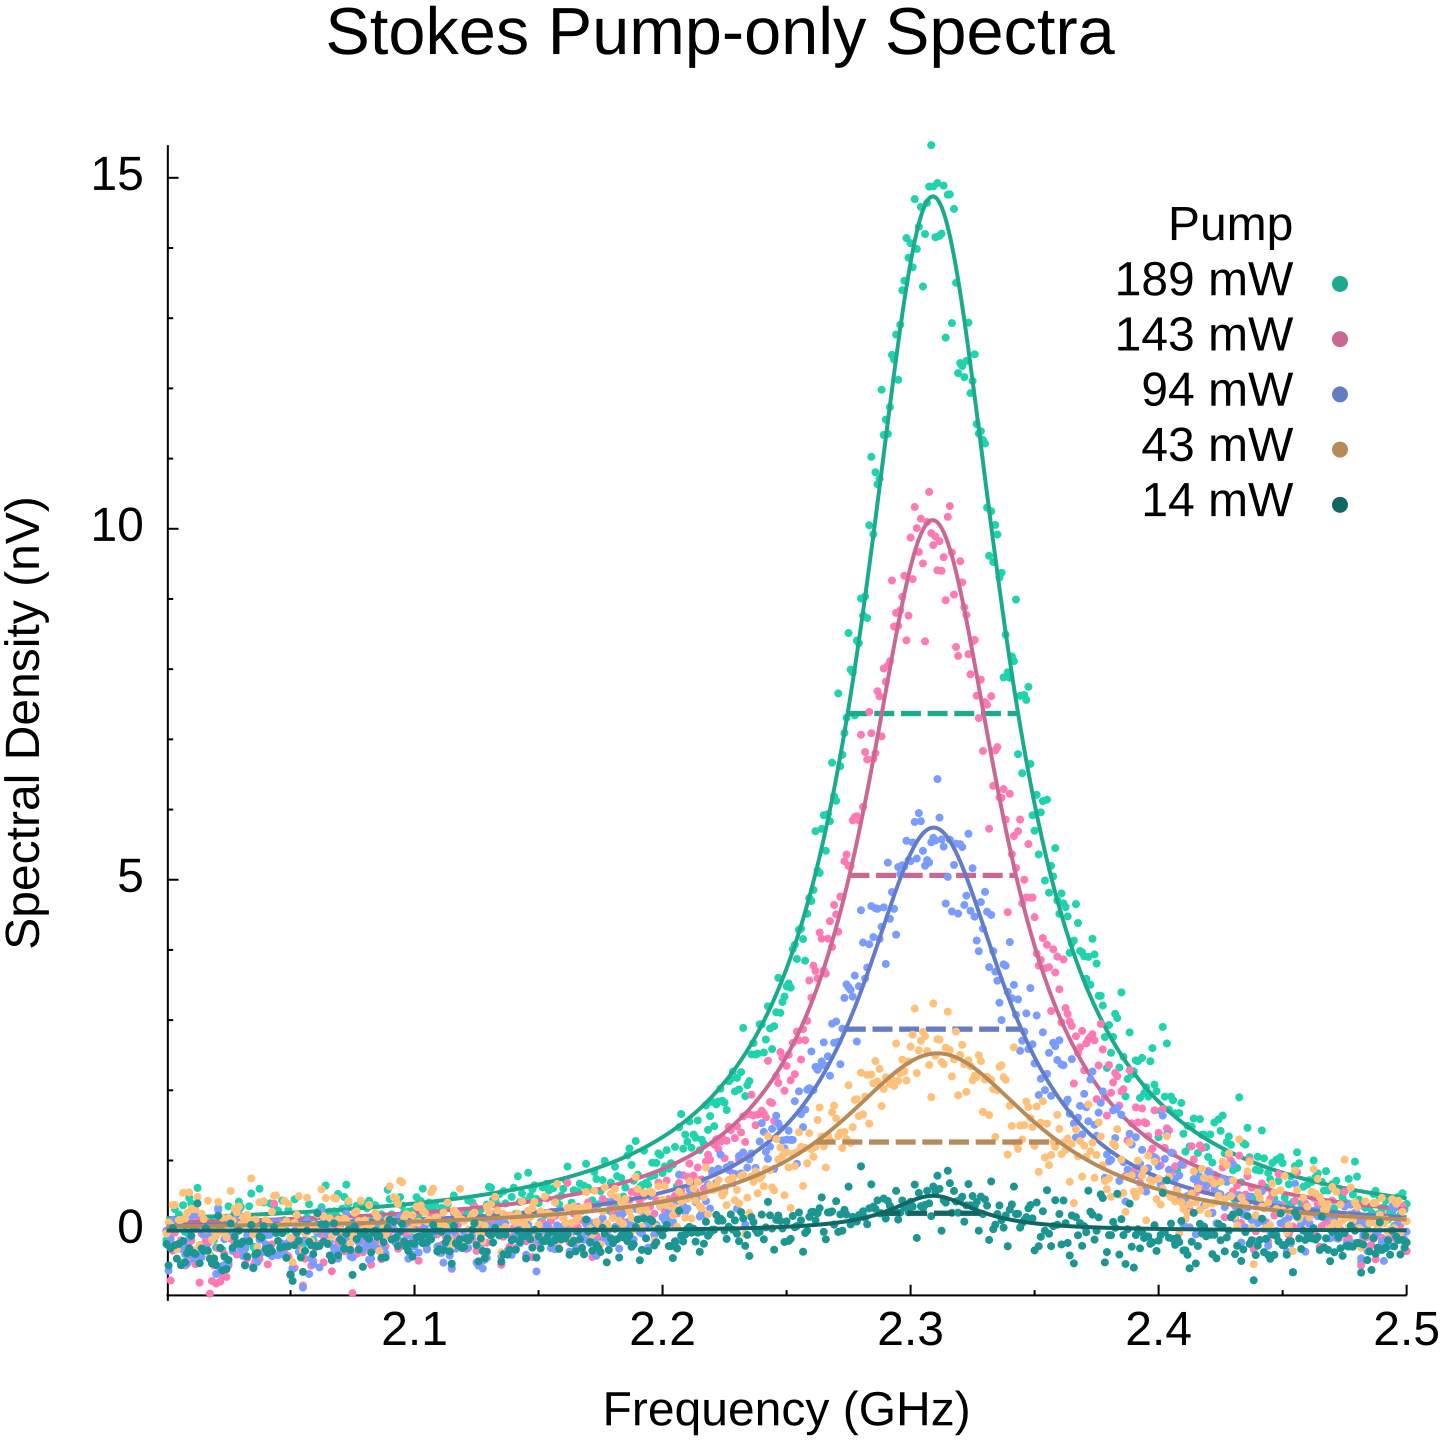 Stokes Pump-only Spectra
15
10
5
0
Spectral Density (nV)
Pump
189 mW
143 mW
94 mW
43 mW
14 mW
2.1 2.2 2.3 2.4 2.5
Frequency (GHz)